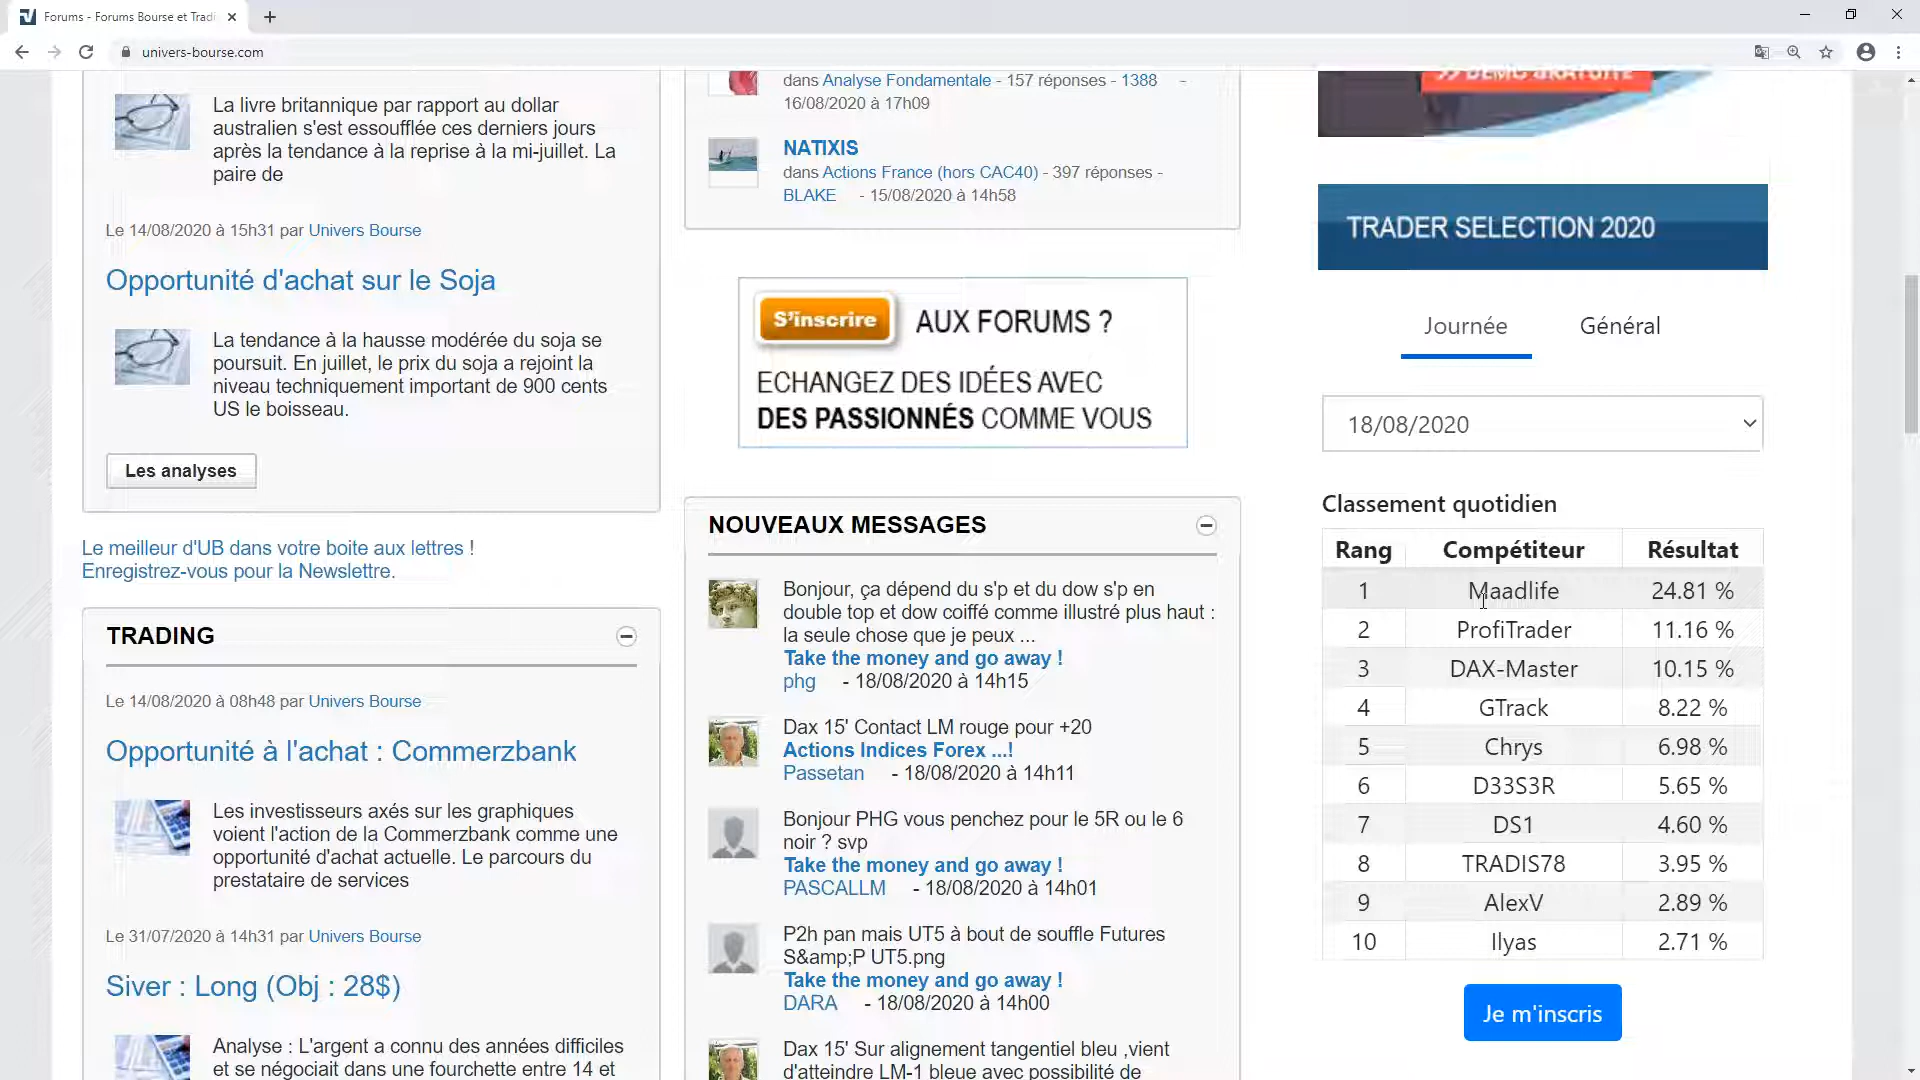 Forums - Forums Bourse et Tradi
univers-bourse.com
La livre britannique par rapport au dollar
australien s'est essoufflée ces derniers jours
après la tendance à la reprise à la mi-juillet. La
paire de
Le 14/08/2020 à 15h31 par Univers Bourse
Opportunité d'achat sur le Soja
La tendance à la hausse modérée du soja se
poursuit. En juillet, le prix du soja a rejoint la
niveau techniquement important de 900 cents
US le boisseau.
Les analyses
Le meilleur d'UB dans votre boite aux lettres !
Enregistrez-vous pour la Newslettre.
TRADING
Le 14/08/2020 à 08h48 par Univers Bourse
Opportunité à l'achat : Commerzbank
Les investisseurs axés sur les graphiques
voient l'action de la Commerzbank comme une
opportunité d'achat actuelle. Le parcours du
prestataire de services
Le 31/07/2020 à 14h31 par Univers Bourse
Siver : Long (Obj : 28$)
Analyse : L'argent a connu des années difficiles
et se négociait dans une fourchette entre 14 et
dans Analyse Fondamentale - 157 réponses - 1388 -
16/08/2020 à 17h09
NATIXIS
dans Actions France (hors CAC40) - 397 réponses -
BLAKE - 15/08/2020 à 14h58
S'inscrire AUX FORUMS ?
ECHANGEZ DES IDÉES AVEC
DES PASSIONNÉS COMME VOUS
NOUVEAUX MESSAGES
Bonjour, ça dépend du s'p et du dow s'p en
double top et dow coiffé comme illustré plus haut :
la seule chose que je peux ...
Take the money and go away !
phg - 18/08/2020 à 14h15
Dax 15' Contact LM rouge pour +20
Actions Indices Forex ...!
Passetan - 18/08/2020 à 14h11
Bonjour PHG vous penchez pour le 5R ou le 6
noir ? svp
Take the money and go away !
PASCALLM - 18/08/2020 à 14h01
P2h pan mais UT5 à bout de souffle Futures
S&amp;P UT5.png
Take the money and go away !
DARA - 18/08/2020 à 14h00
Dax 15' Sur alignement tangentiel bleu ,vient
d'atteindre LM-1 bleue avec possibilité de
>> DEMO GRATUITE
TRADER SELECTION 2020
Journée Général
18/08/2020
Classement quotidien
Rang Compétiteur Résultat
1 Maadlife 24.81 %
2 ProfiTrader 11.16 %
3 DAX-Master 10.15 %
4 GTrack 8.22 %
5 Chrys 6.98 %
6 D33S3R 5.65 %
7 DS1 4.60 %
8 TRADIS78 3.95 %
9 AlexV 2.89 %
10 Ilyas 2.71 %
Je m'inscris